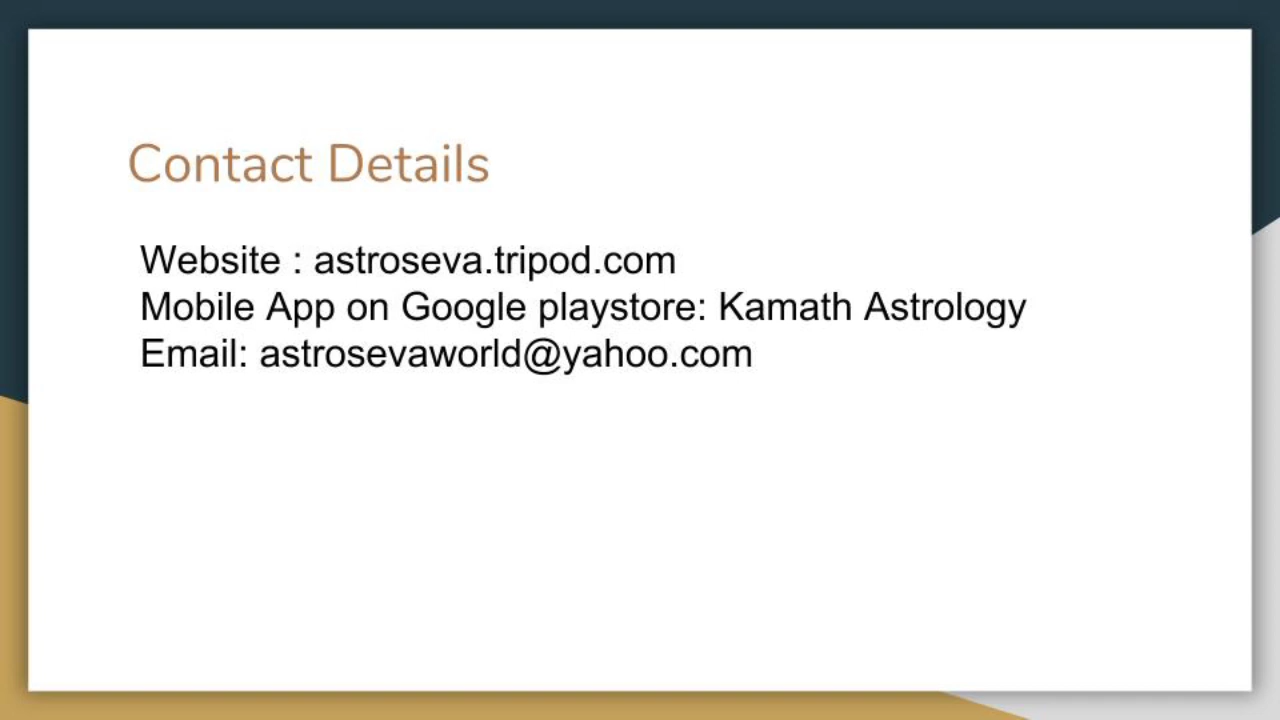 Contact Details
Website : astroseva.tripod.com
Mobile App on Google playstore: Kamath Astrology
Email: astrosevaworld@yahoo.com